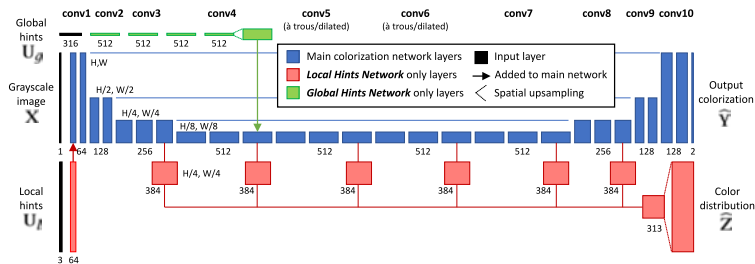 conv1 conv2 conv3 conv4 conv5 conv6 conv7 conv8 conv9 conv10
(à trous/dilated) (à trous/dilated)
Global
hints
U_g
316 512 512 512 512
Main colorization network layers
Local Hints Network only layers
Global Hints Network only layers
Input layer
Added to main network
Spatial upsampling
H,W
H/2, W/2
H/4, W/4
H/8, W/8
Grayscale
image
X
Output
colorization
Ŷ
1 64 128 256 512 512 512 512 256 128 128 2
Local
hints
U_l
H/4, W/4
384 384 384 384 384 384
313
Color
distribution
Ẑ
3 64